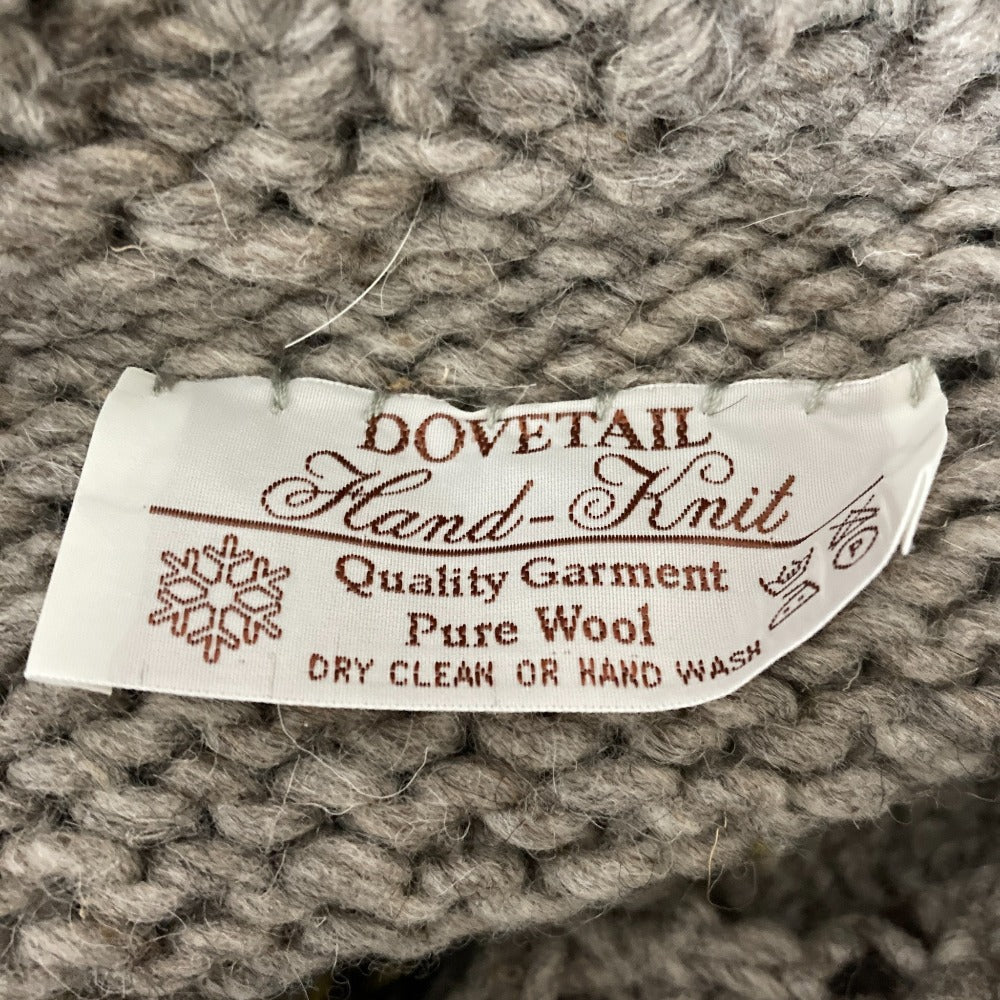 DOVETAIL
Hand-Knit
Quality Garment
Pure Wool
DRY CLEAN OR HAND WASH
P